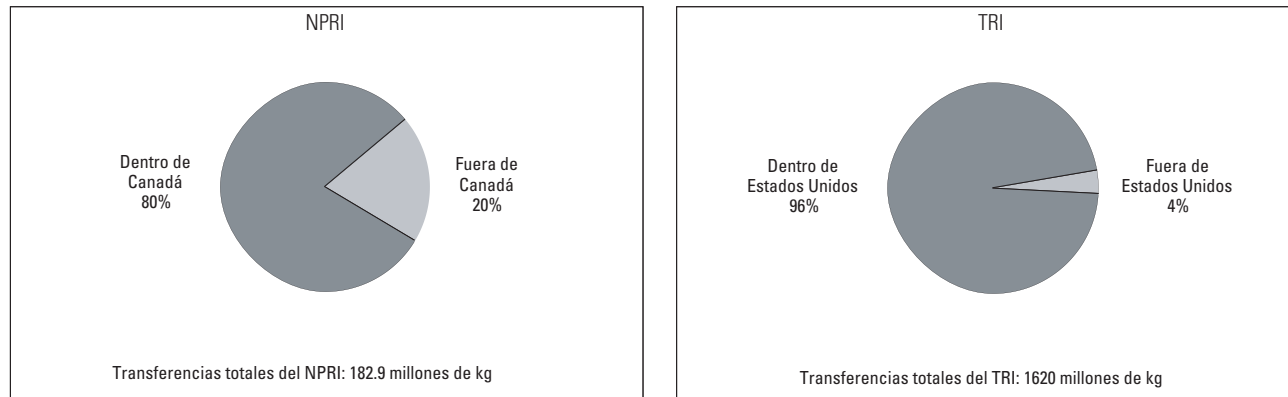 NPRI
Dentro de
Canadá
80%
Fuera de
Canadá
20%
Transferencias totales del NPRI: 182.9 millones de kg
TRI
Dentro de
Estados Unidos
96%
Fuera de
Estados Unidos
4%
Transferencias totales del TRI: 1620 millones de kg